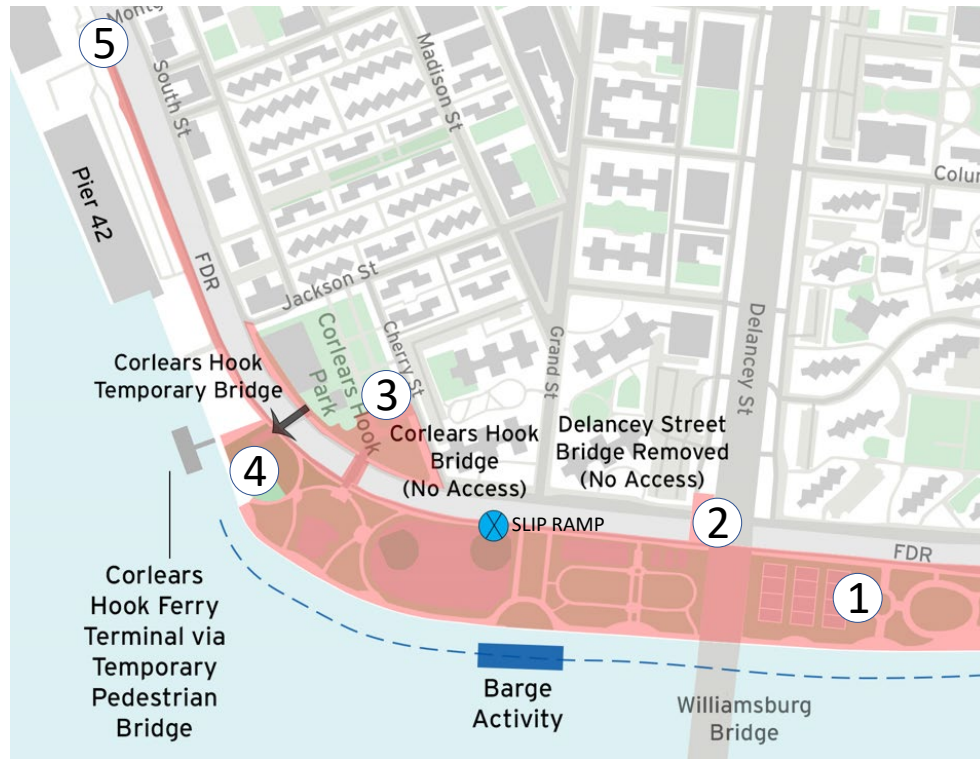 5
Montg
South St
Madison St
Pier 42
FDR
Colum
Jackson St
Corlears Hook
Park
Cherry St
Grand St
Delancey St
Corlears Hook
Temporary Bridge
3
Corlears Hook
Bridge
(No Access)
Delancey Street
Bridge Removed
(No Access)
4
SLIP RAMP
2
FDR
1
Corlears
Hook Ferry
Terminal via
Temporary
Pedestrian
Bridge
Barge
Activity
Williamsburg
Bridge